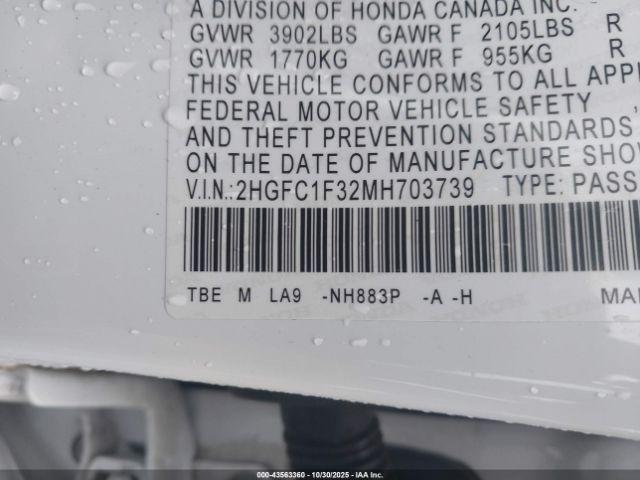 A DIVISION OF HONDA CANADA INC.
GVWR 3902LBS GAWR F 2105LBS R
GVWR 1770KG GAWR F 955KG R
THIS VEHICLE CONFORMS TO ALL APPL
FEDERAL MOTOR VEHICLE SAFETY
AND THEFT PREVENTION STANDARDS,
ON THE DATE OF MANUFACTURE SHO
V.I.N.:2HGFC1F32MH703739 TYPE: PASS
TBE M LA9 -NH883P -A -H MA
000-43563360 - 10/30/2025 - IAA Inc.